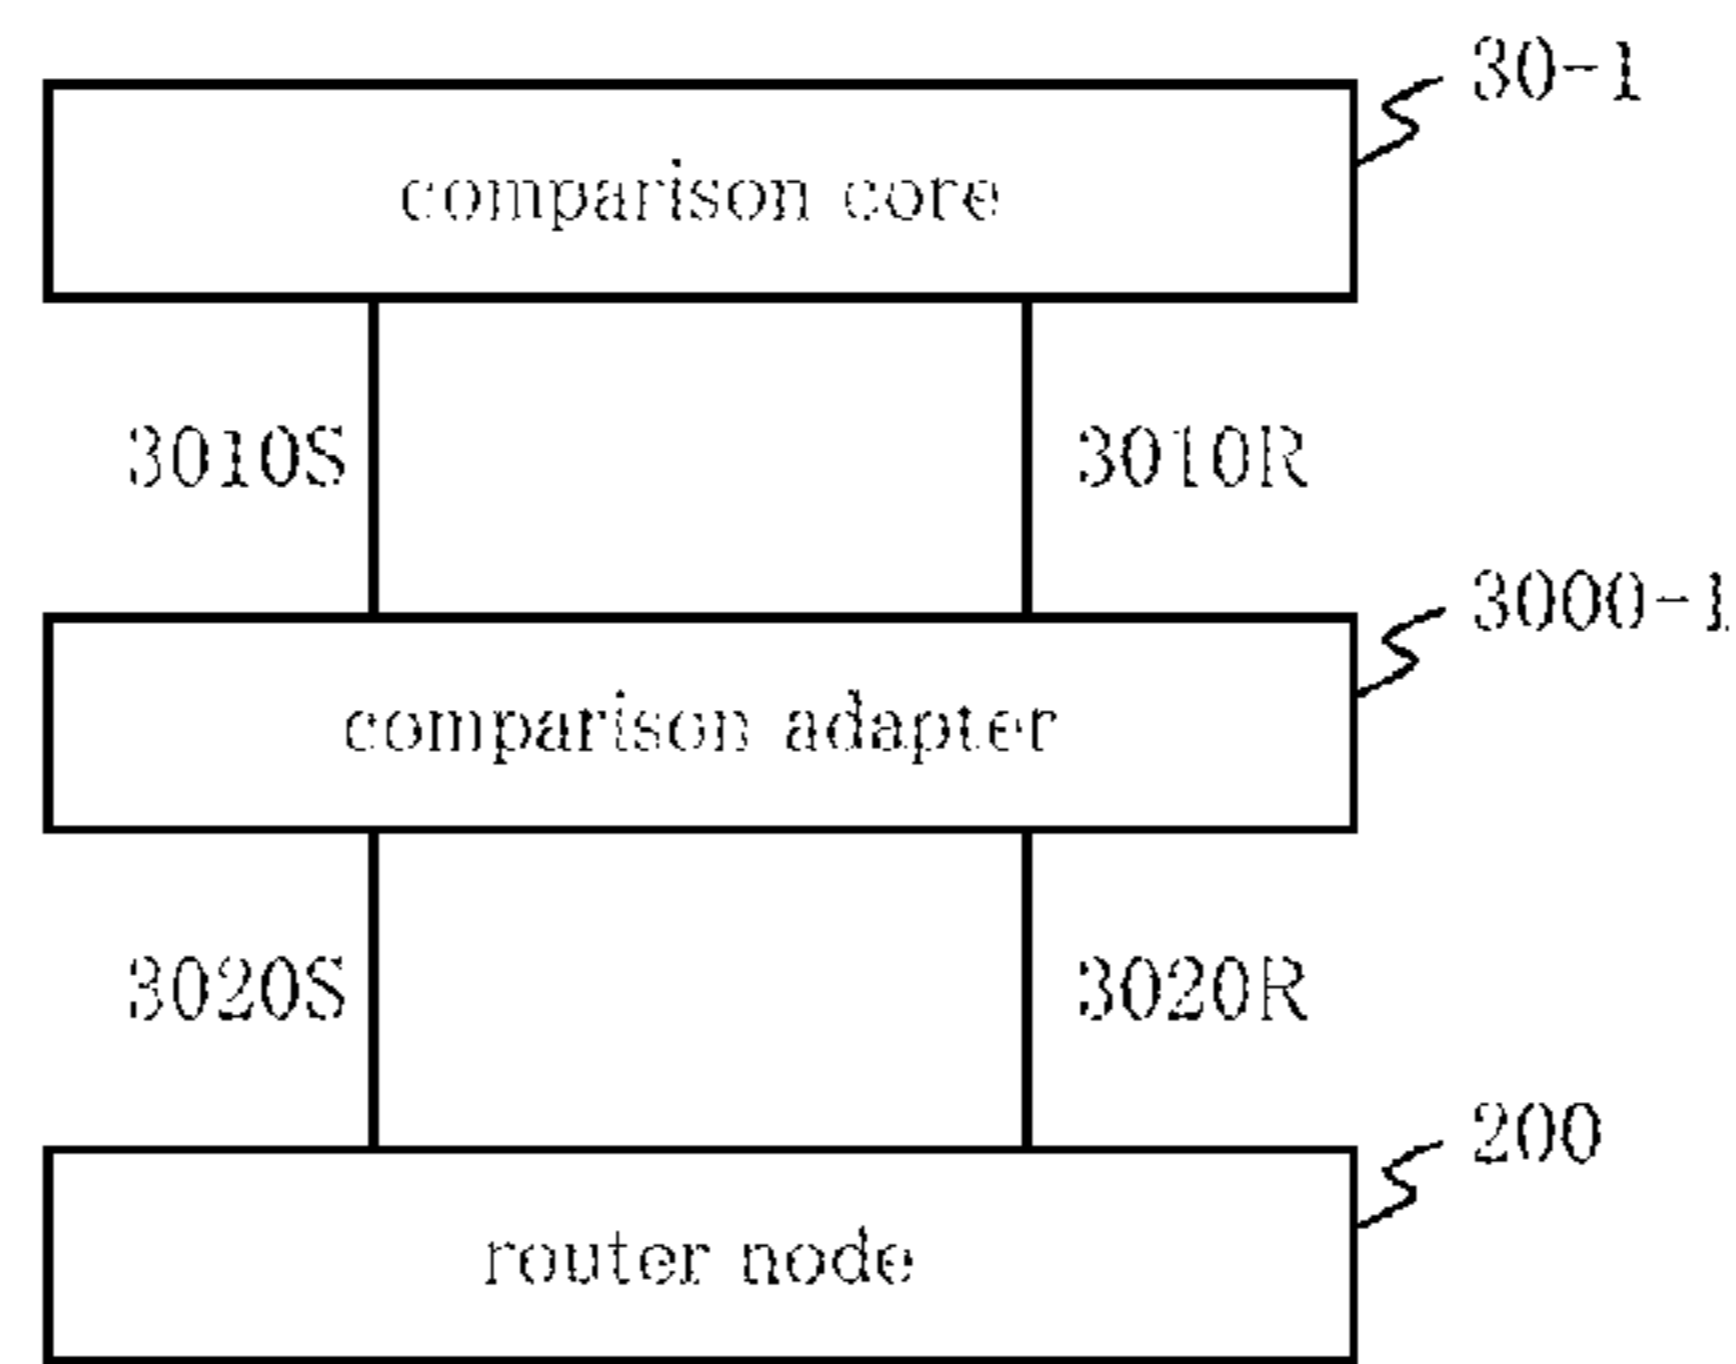 30-1
comparison core
3010S
3010R
3000-1
comparison adapter
3020S
3020R
200
router node